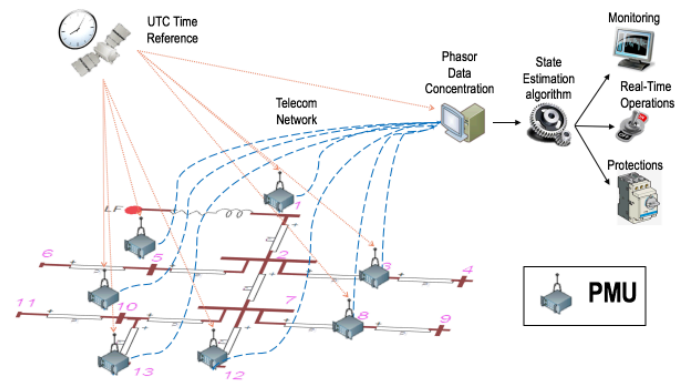 UTC Time
Reference
Monitoring
Phasor
Data
Concentration
State
Estimation
algorithm
Real-Time
Operations
Telecom
Network
Protections
LF
1
6
5
2
3
4
11
10
7
8
9
13
12
PMU